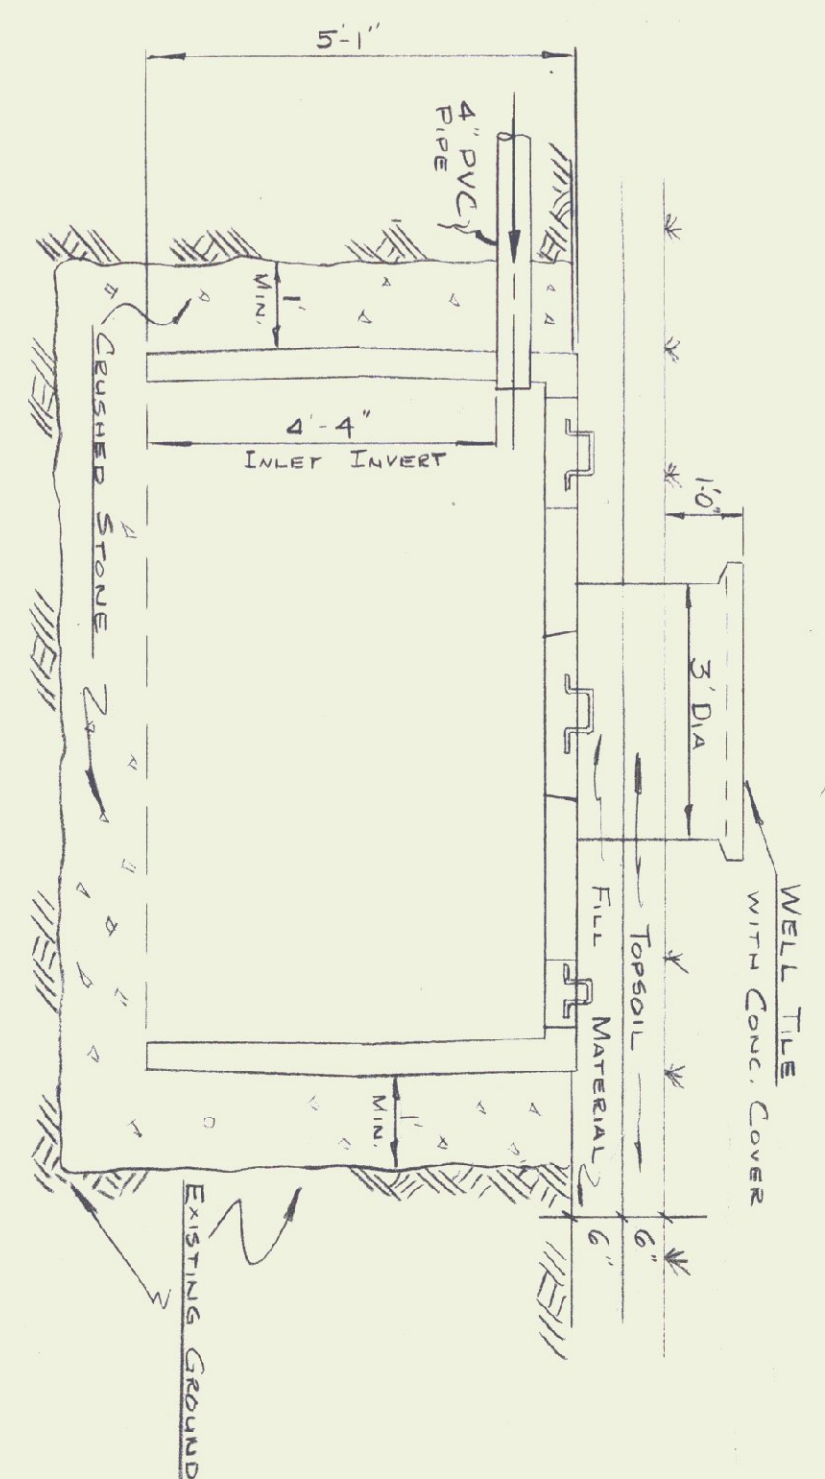 WELL TILE
WITH CONC. COVER
1'0"
3' DIA
6"
TOPSOIL
6"
FILL MATERIAL
4" PVC
PIPE
5'-1"
4'-4"
INLET INVERT
1'
MIN.
1'
MIN.
EXISTING GROUND
CRUSHED STONE